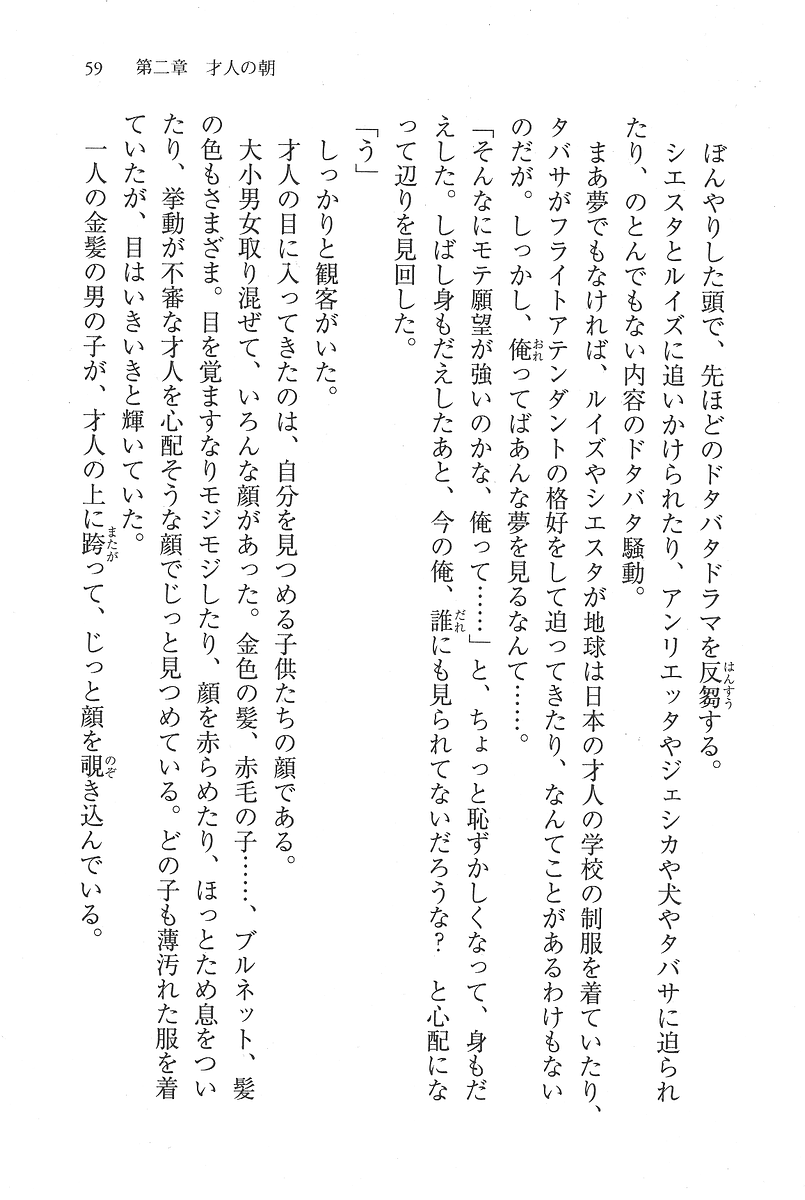 59　第二章　才人の朝
　ぼんやりした頭で、先ほどのドタバタドラマを反芻する。
　シエスタとルイズに追いかけられたり、アンリエッタやジェシカや犬やタバサに迫られ
たり、のとんでもない内容のドタバタ騒動。
　まあ夢でもなければ、ルイズやシエスタが地球は日本の才人の学校の制服を着ていたり、
タバサがフライトアテンダントの格好をして迫ってきたり、なんてことがあるわけもない
のだが。しっかし、俺ってばあんな夢を見るなんて……。
「そんなにモテ願望が強いのかな、俺って……」と、ちょっと恥ずかしくなって、身もだ
えした。しばし身もだえしたあと、今の俺、誰にも見られてないだろうな？　と心配にな
って辺りを見回した。
「う」
　しっかりと観客がいた。
　才人の目に入ってきたのは、自分を見つめる子供たちの顔である。
　大小男女取り混ぜて、いろんな顔があった。金色の髪、赤毛の子……、ブルネット、髪
の色もさまざま。目を覚ますなりモジモジしたり、顔を赤らめたり、ほっとため息をつい
たり、挙動が不審な才人を心配そうな顔でじっと見つめている。どの子も薄汚れた服を着
ていたが、目はいきいきと輝いていた。
　一人の金髪の男の子が、才人の上に跨って、じっと顔を覗き込んでいる。
はんすう
おれ
だれ
またが
のぞ